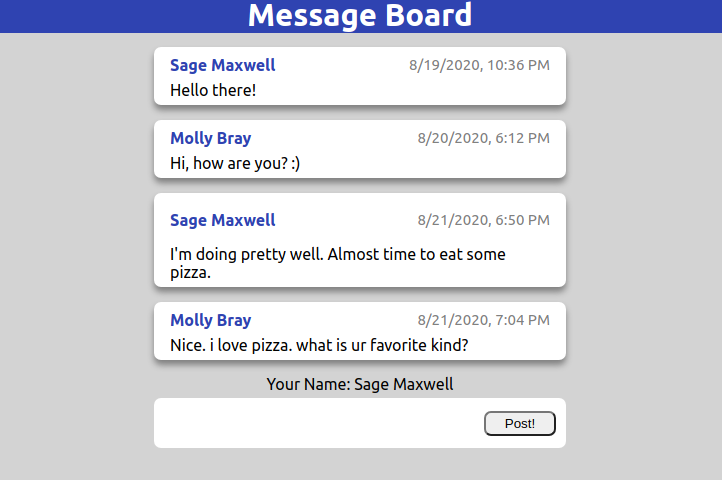 Message Board
Sage Maxwell 8/19/2020, 10:36 PM
Hello there!
Molly Bray 8/20/2020, 6:12 PM
Hi, how are you? :)
Sage Maxwell 8/21/2020, 6:50 PM
I'm doing pretty well. Almost time to eat some
pizza.
Molly Bray 8/21/2020, 7:04 PM
Nice. i love pizza. what is ur favorite kind?
Your Name: Sage Maxwell
Post!